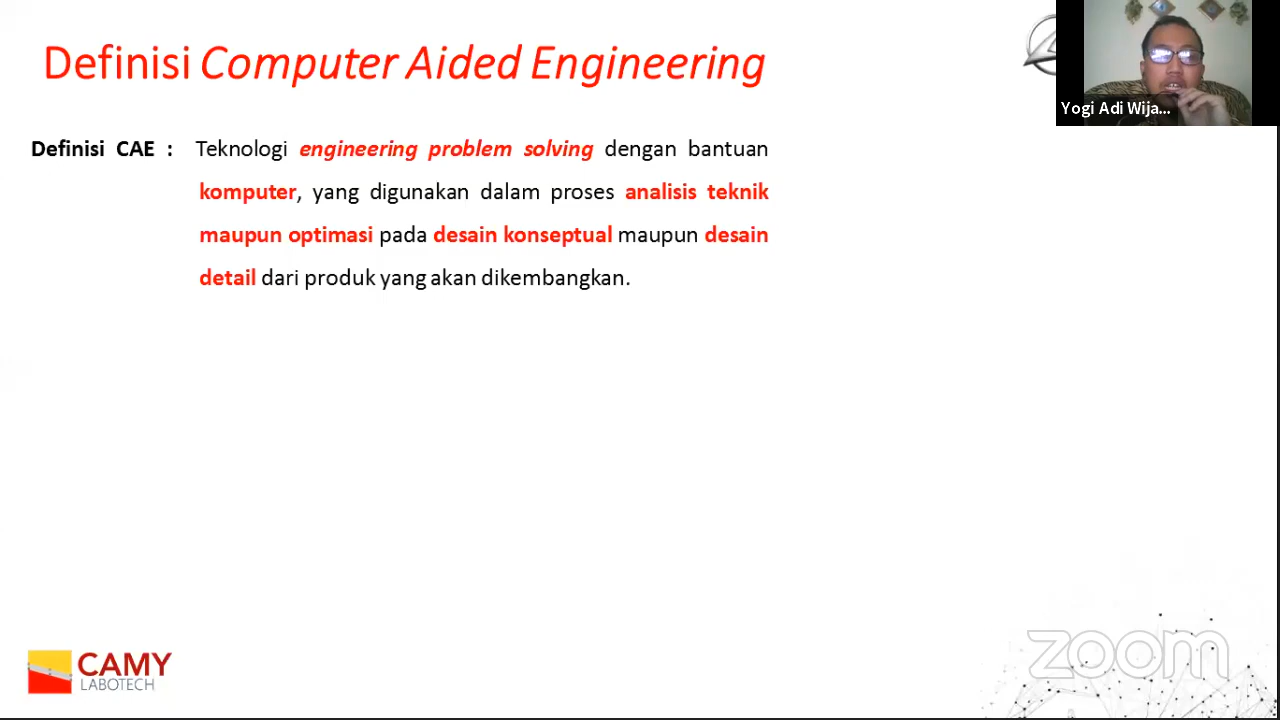 Definisi Computer Aided Engineering
Yogi Adi Wija...
Definisi CAE : Teknologi engineering problem solving dengan bantuan
komputer, yang digunakan dalam proses analisis teknik
maupun optimasi pada desain konseptual maupun desain
detail dari produk yang akan dikembangkan.
CAMY
LABOTECH
zoom